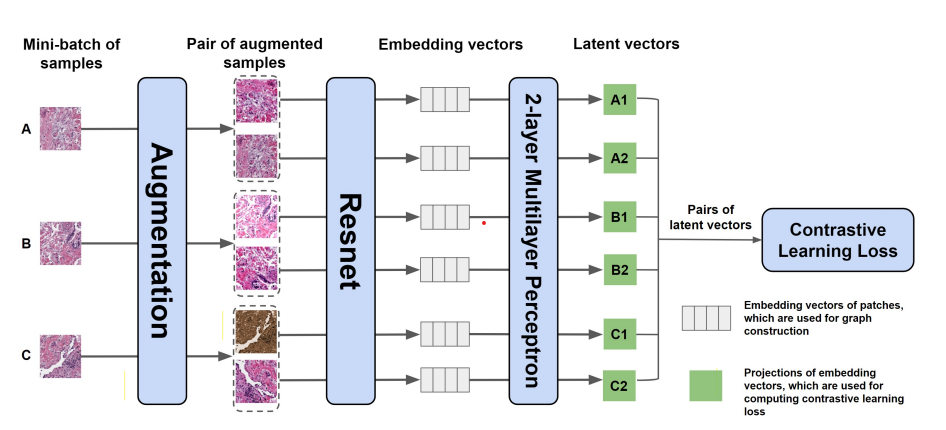 Mini-batch of
samples
Pair of augmented
samples
Embedding vectors
Latent vectors
A
B
C
Augmentation
Resnet
2-layer Multilayer Perceptron
A1
A2
B1
B2
C1
C2
Pairs of
latent vectors
Contrastive
Learning Loss
Embedding vectors of patches,
which are used for graph
construction
Projections of embedding
vectors, which are used for
computing contrastive learning
loss